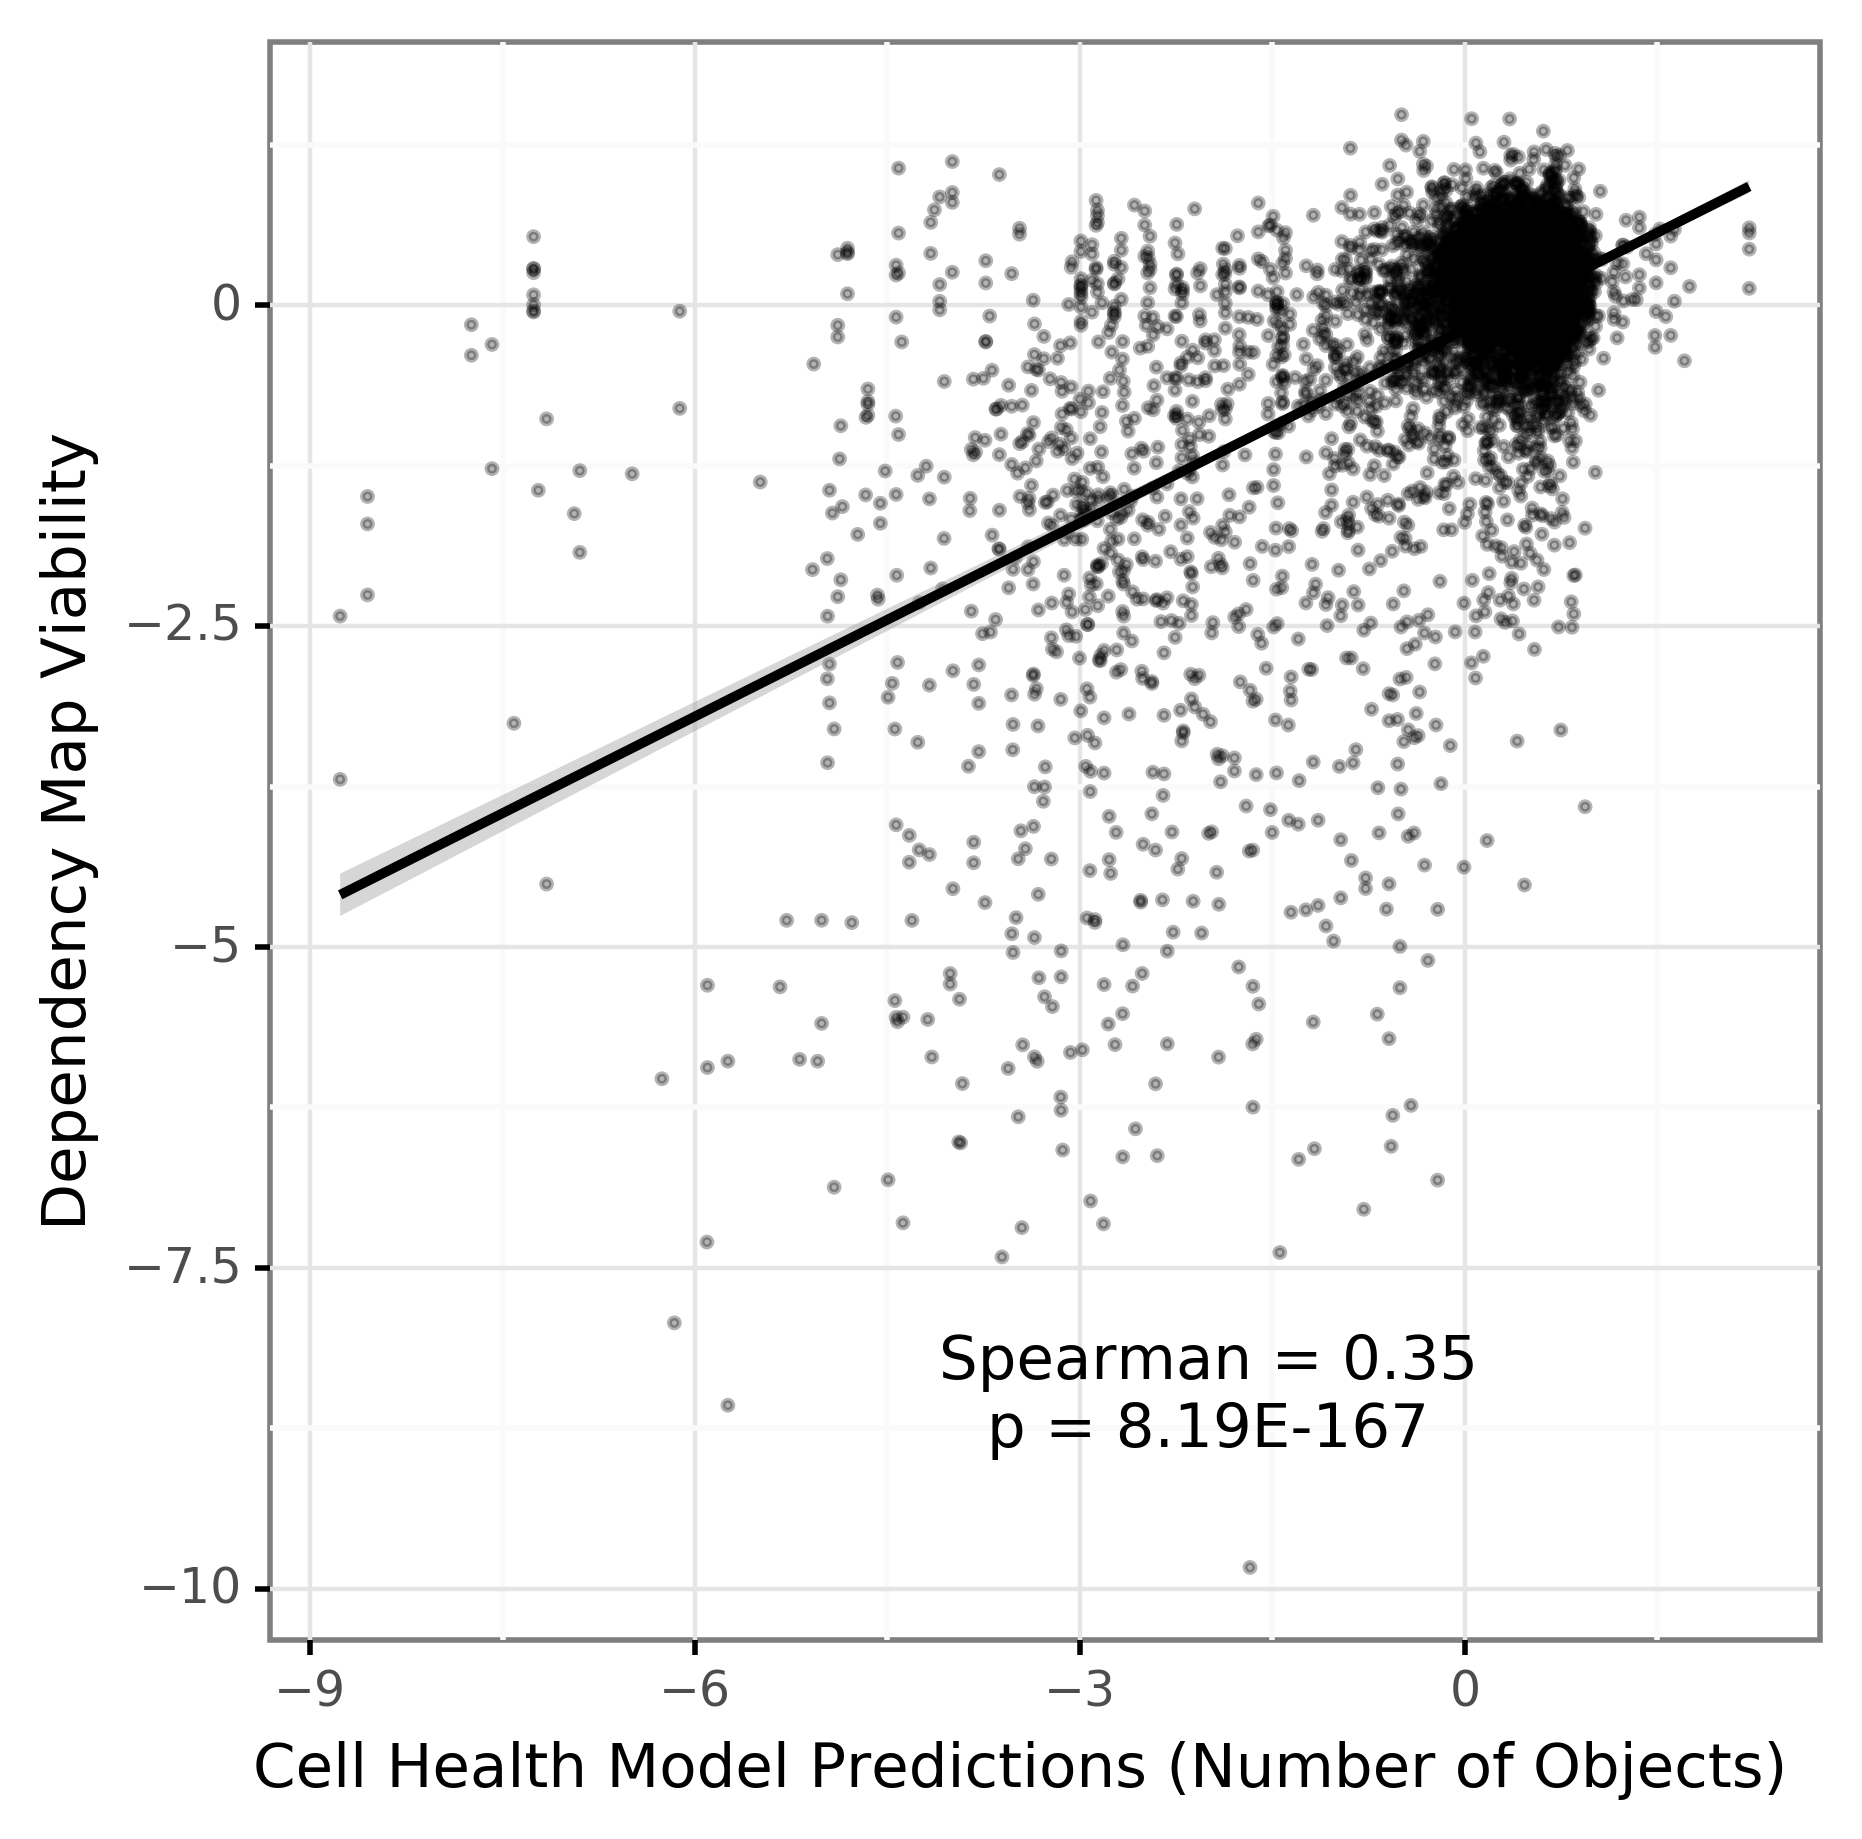 Dependency Map Viability
0
−2.5
−5
−7.5
−10
Spearman = 0.35
p = 8.19E-167
−9 −6 −3 0
Cell Health Model Predictions (Number of Objects)